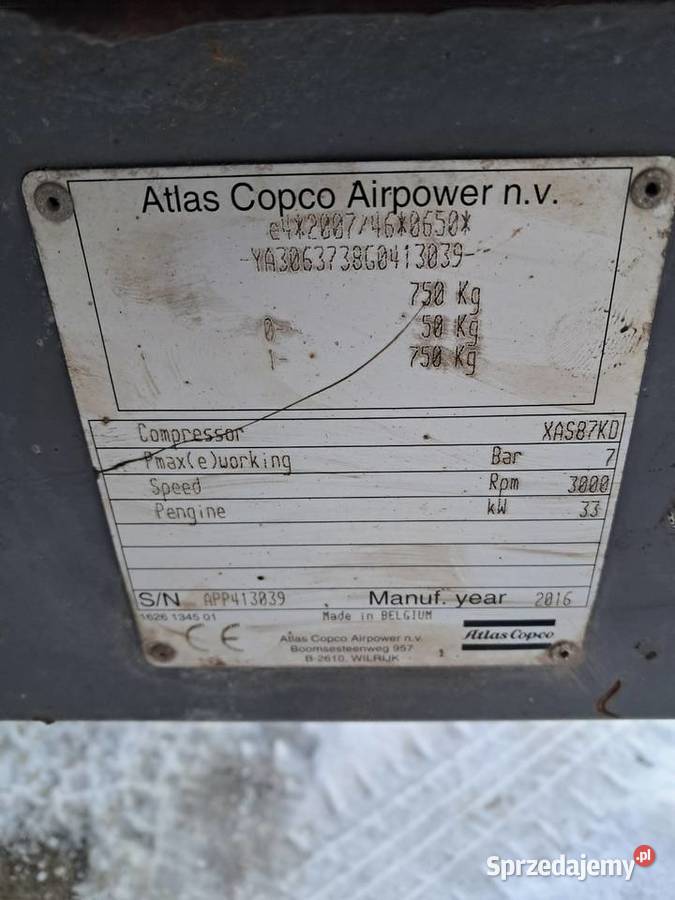 Atlas Copco Airpower n.v.
e4*2007/46*0650*
-YA3063738G0413039-
750 Kg
0- 50 Kg
1- 750 Kg
Compressor XAS87KD
Pmax(e)working Bar 7
Speed Rpm 3000
Pengine kW 33
S/N APP413039 Manuf. year 2016
1626 1345 01 Made in BELGIUM
CE
Atlas Copco Airpower n.v.
Boomsesteenweg 957
B-2610, WILRIJK
Atlas Copco
Sprzedajemy.pl